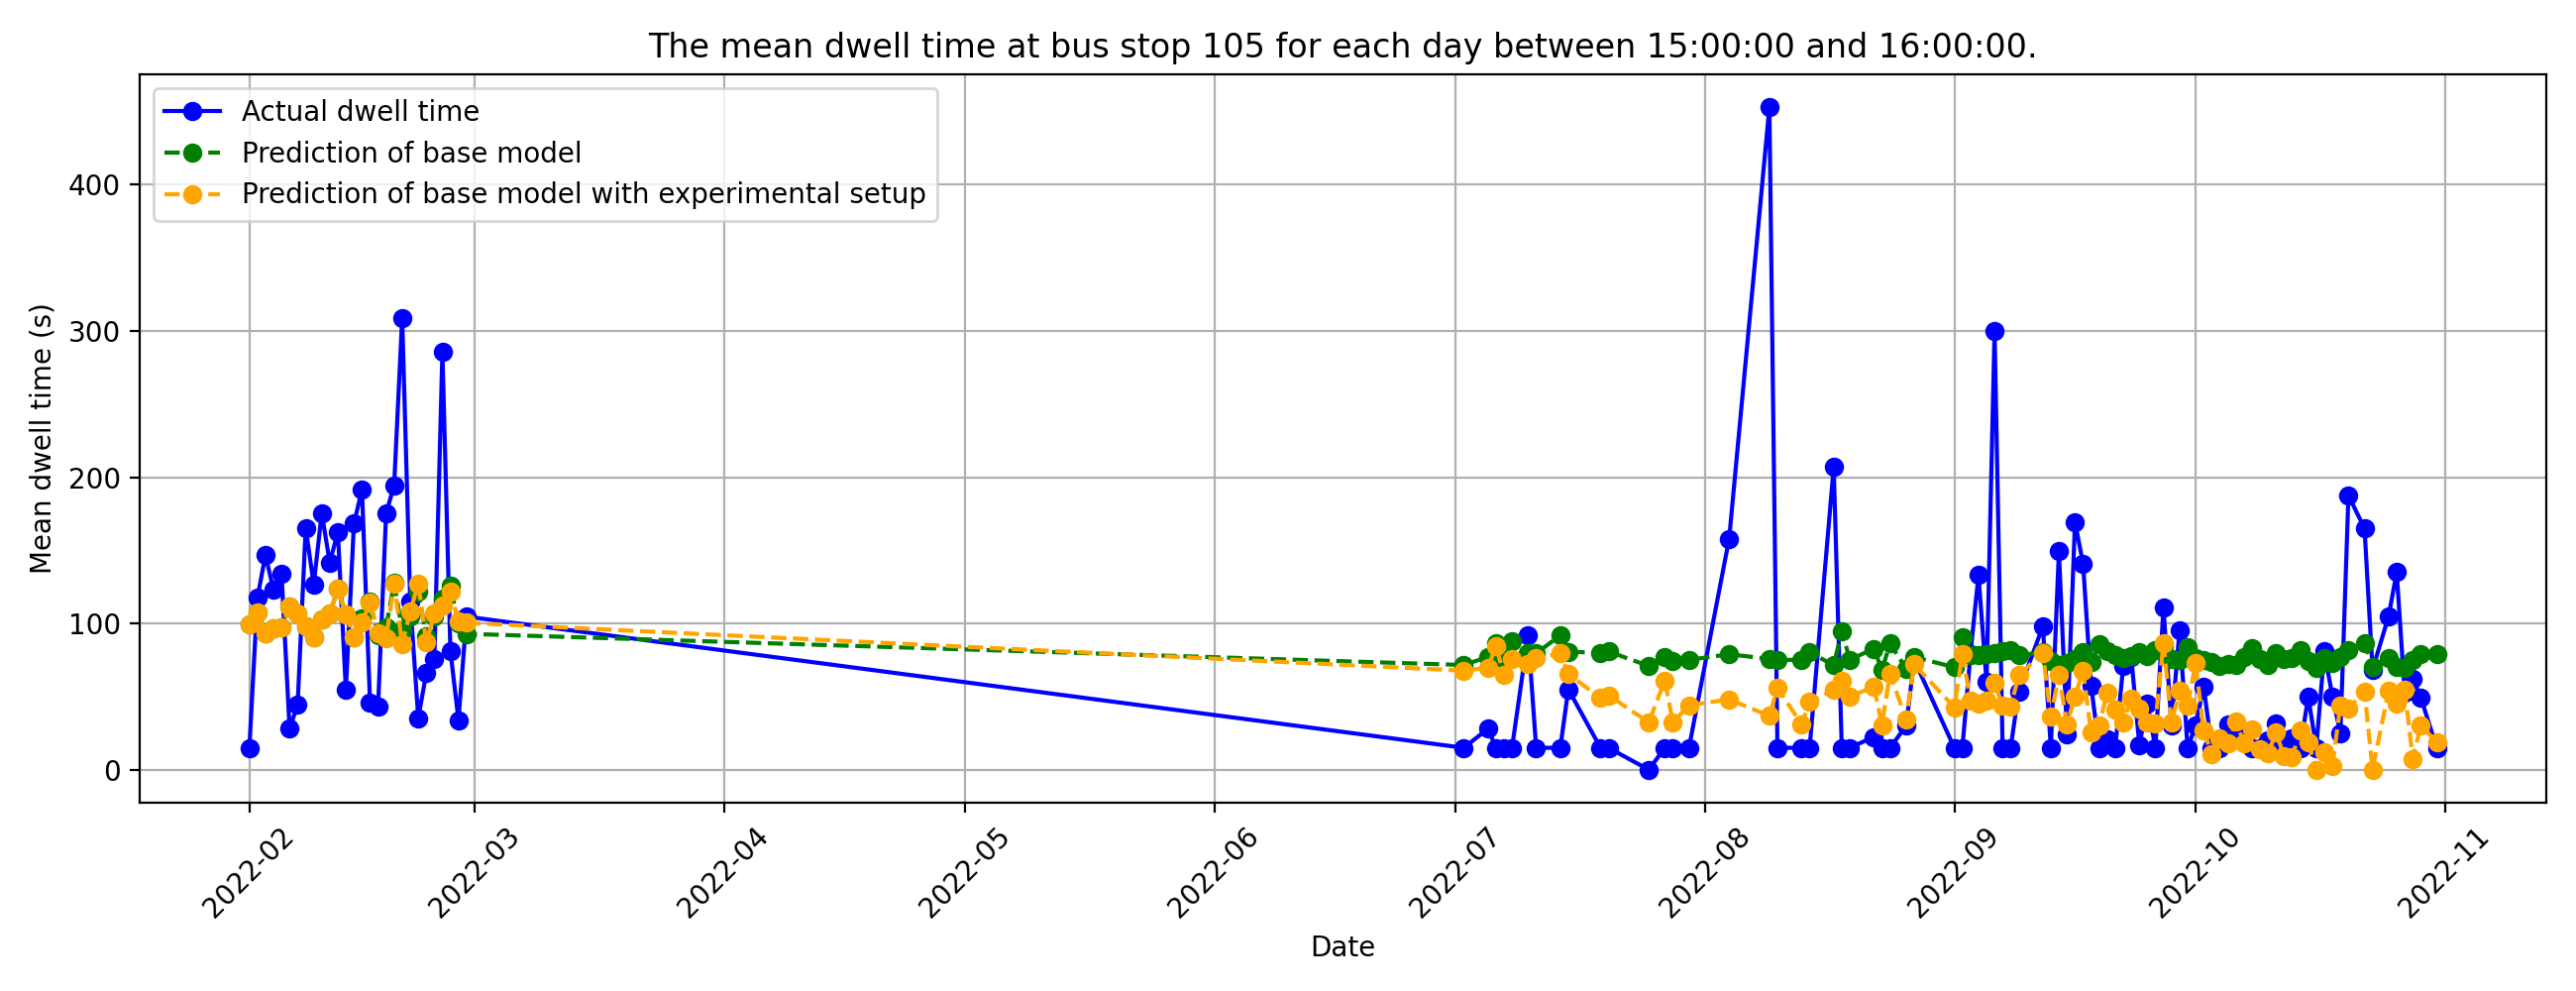 The mean dwell time at bus stop 105 for each day between 15:00:00 and 16:00:00.
Actual dwell time
Prediction of base model
Prediction of base model with experimental setup
Mean dwell time (s)
400
300
200
100
0
2022-02
2022-03
2022-04
2022-05
2022-06
2022-07
2022-08
2022-09
2022-10
2022-11
Date